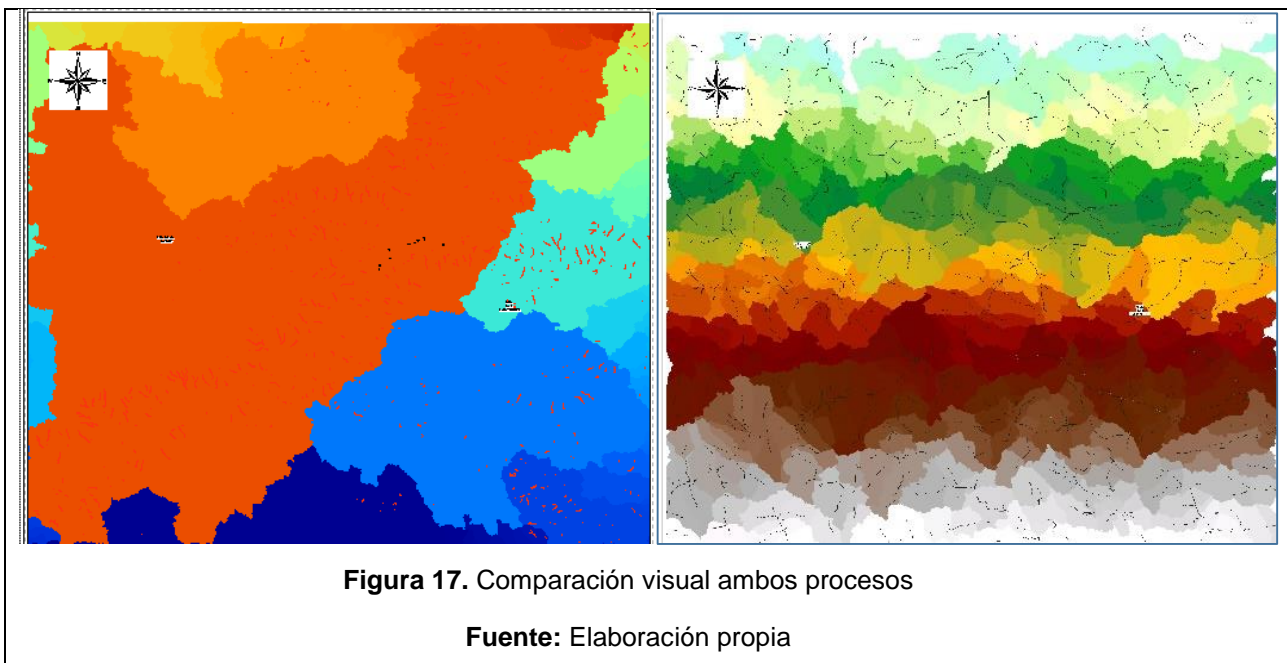 Figura 17. Comparación visual ambos procesos
Fuente: Elaboración propia